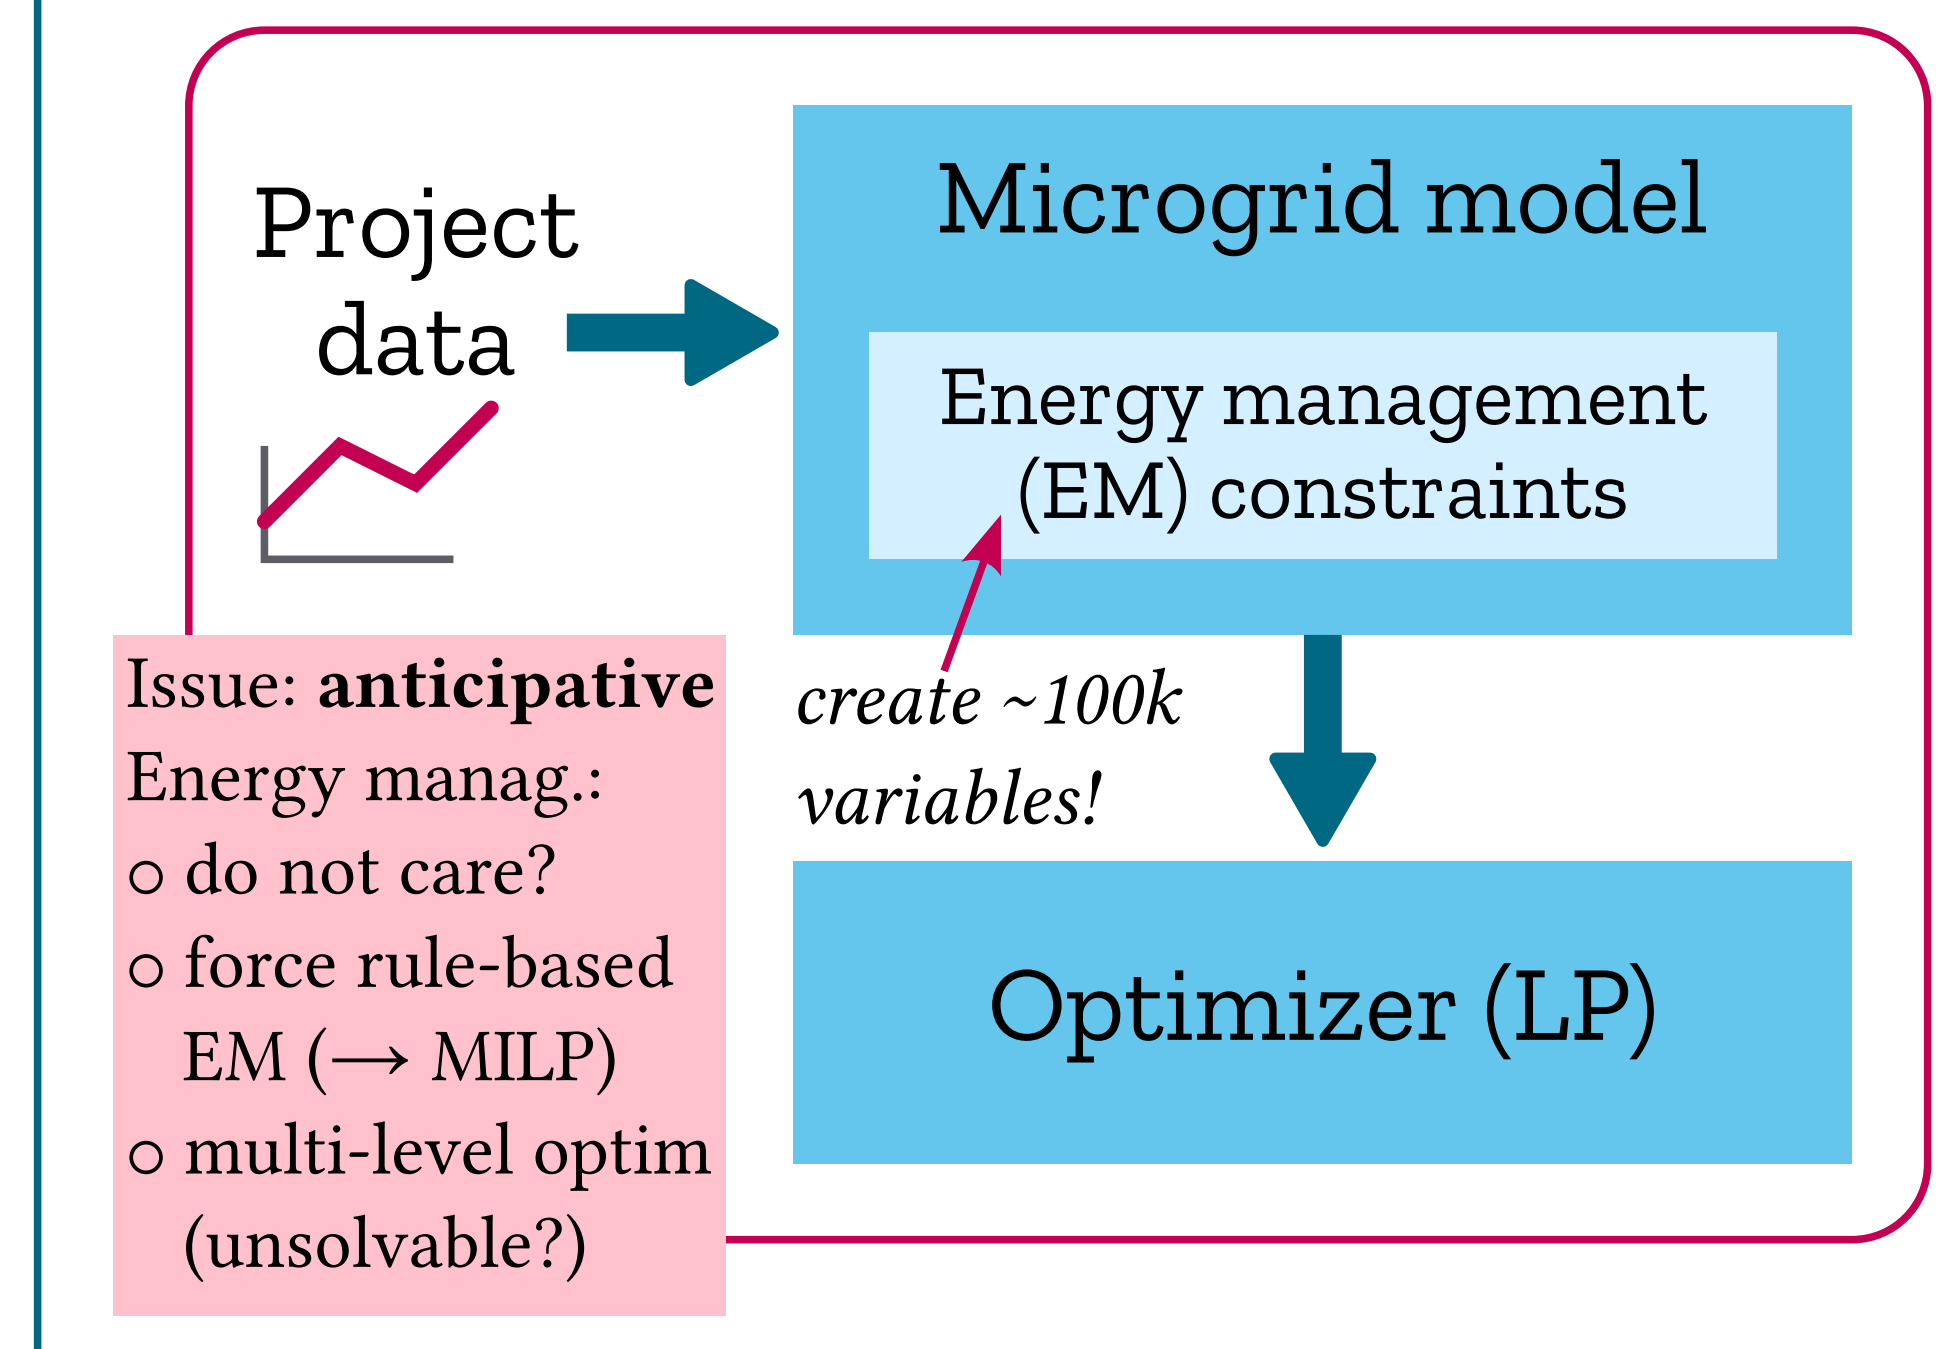 Project
data
Microgrid model
Energy management
(EM) constraints
create ~100k
variables!
Optimizer (LP)
Issue: anticipative
Energy manag.:
○ do not care?
○ force rule-based
EM (→ MILP)
○ multi-level optim
(unsolvable?)